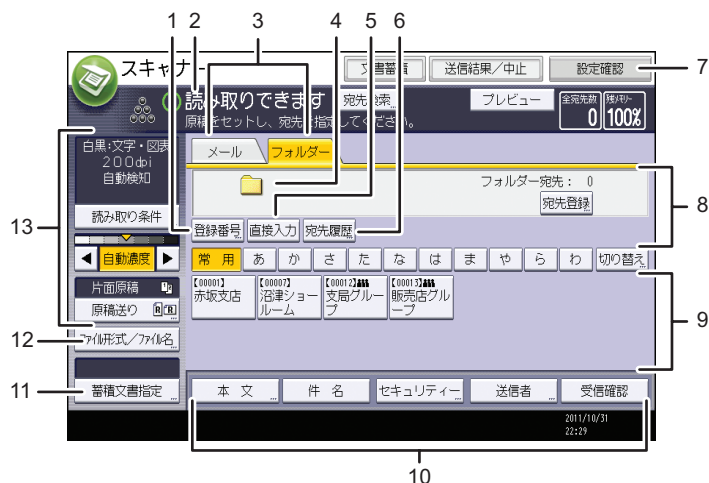 1 2 3 4 5 6
スキャナー 文書蓄積 送信結果／中止 設定確認 7
読み取りできます 宛先検索 プレビュー 全宛先数 残メモリー
原稿をセットし、宛先を指定してください。 0 100%
白黒:文字・図表
200dpi
自動検知
メール フォルダー
フォルダー宛先： 0
宛先登録
8
13
読み取り条件
登録番号 直接入力 宛先履歴
自動濃度
常用 あ か さ た な は ま や ら わ 切り替え
片面原稿
原稿送り
【00001】 【00007】 【00012】 【00013】
赤坂支店 沼津ショー 支局グルー 販売店グル
ルーム プ ープ
9
12 ファイル形式／ファイル名
11 蓄積文書指定
本文 件名 セキュリティー 送信者 受信確認
2011/10/31
22:29
10